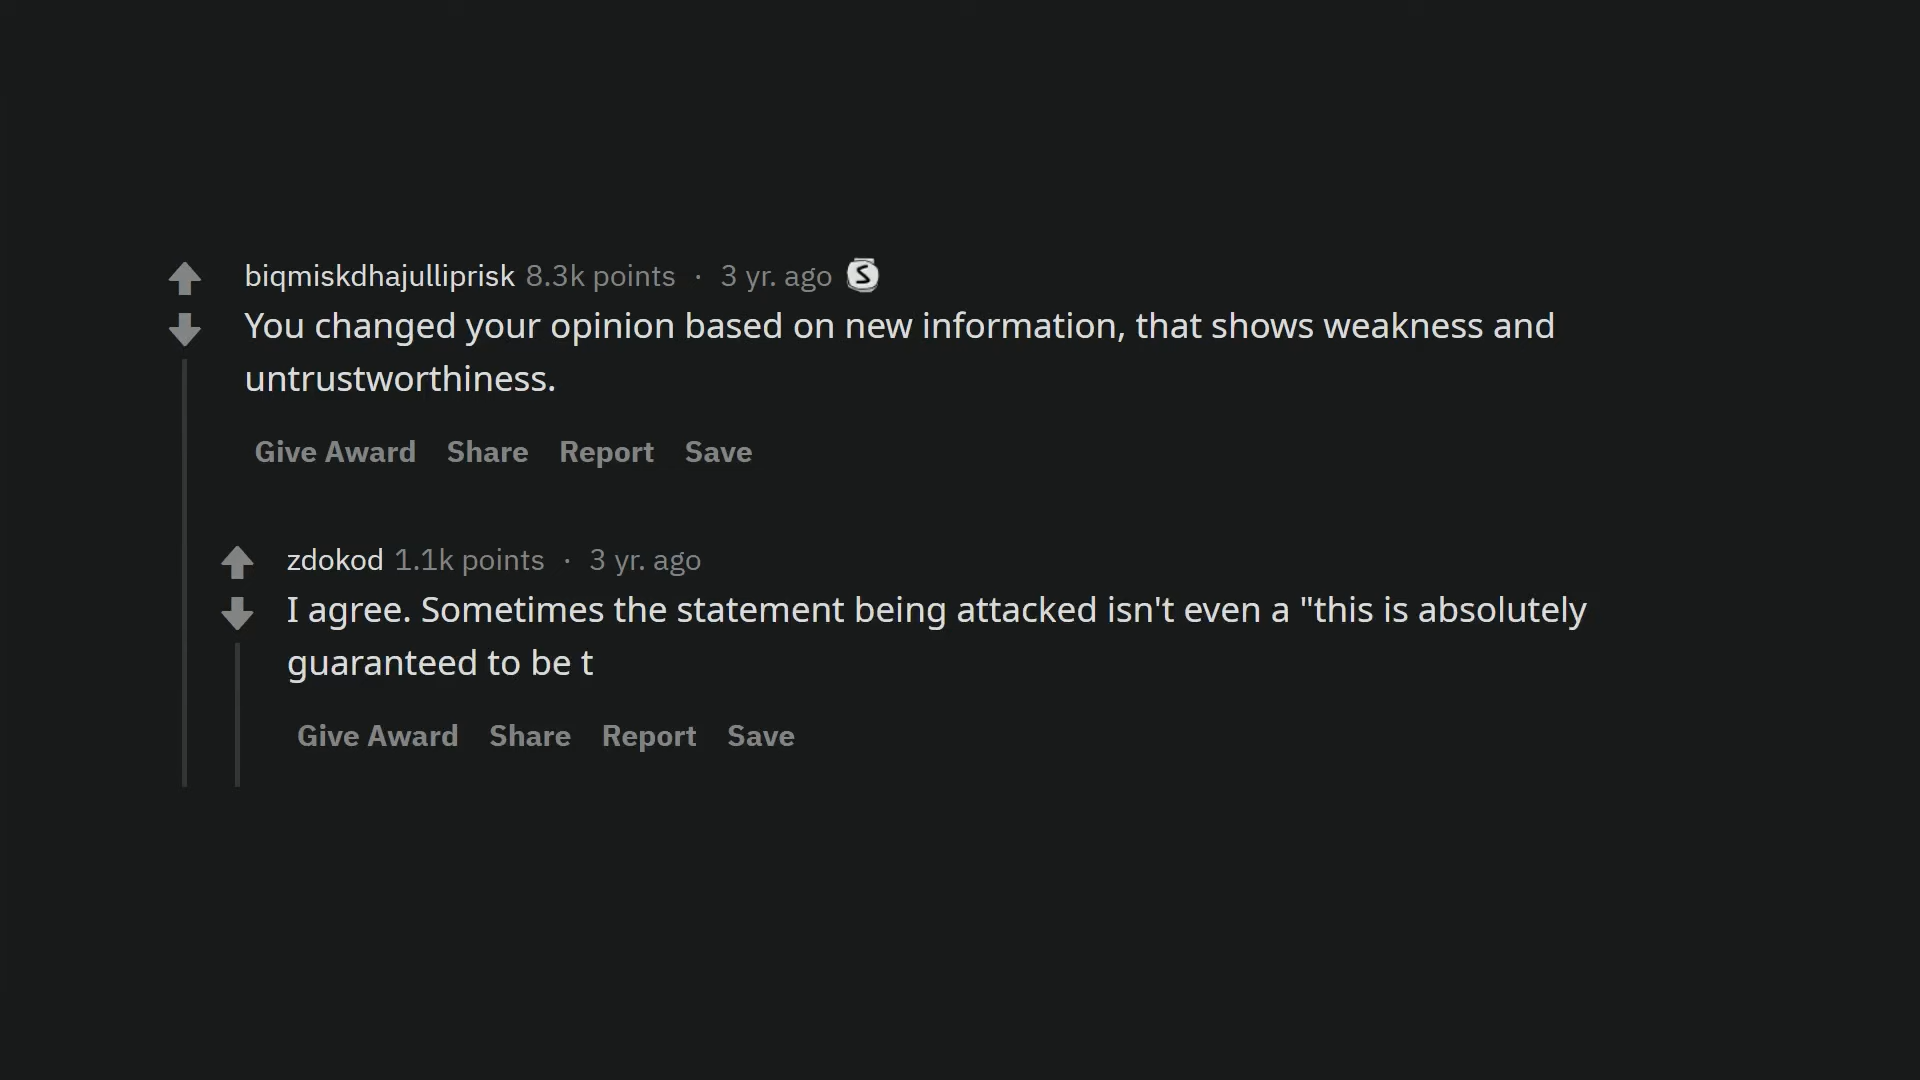 biqmiskdhajulliprisk 8.3k points · 3 yr. ago S
You changed your opinion based on new information, that shows weakness and
untrustworthiness.
Give Award Share Report Save
zdokod 1.1k points · 3 yr. ago
I agree. Sometimes the statement being attacked isn't even a "this is absolutely
guaranteed to be t
Give Award Share Report Save